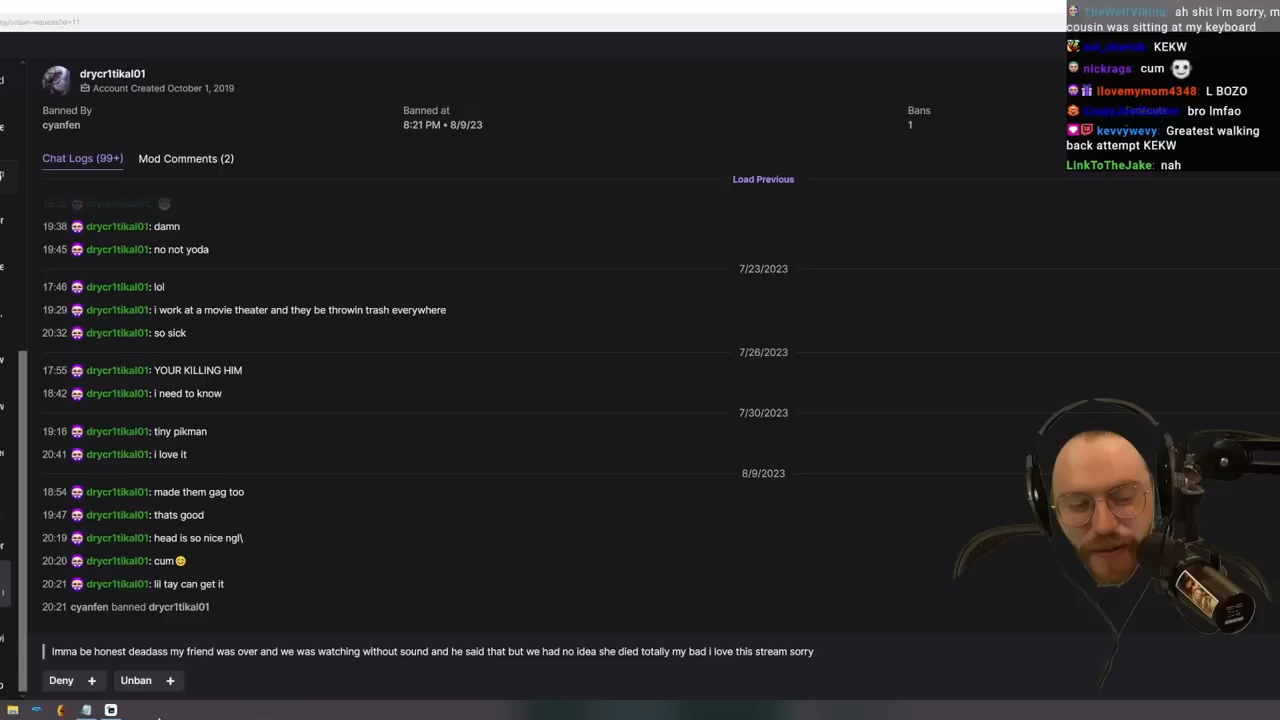 by/unban-requests?id=11
drycr1tikal01
Account Created October 1, 2019
Banned By
cyanfen
Banned at
8:21 PM • 8/9/23
Bans
1
Chat Logs (99+)
Mod Comments (2)
Load Previous
drycr1tikal01:
19:38 drycr1tikal01: damn
19:45 drycr1tikal01: no not yoda
7/23/2023
17:46 drycr1tikal01: lol
19:29 drycr1tikal01: i work at a movie theater and they be throwin trash everywhere
20:32 drycr1tikal01: so sick
7/26/2023
17:55 drycr1tikal01: YOUR KILLING HIM
18:42 drycr1tikal01: i need to know
7/30/2023
19:16 drycr1tikal01: tiny pikman
20:41 drycr1tikal01: i love it
8/9/2023
18:54 drycr1tikal01: made them gag too
19:47 drycr1tikal01: thats good
20:19 drycr1tikal01: head is so nice ngl\
20:20 drycr1tikal01: cum😊
20:21 drycr1tikal01: lil tay can get it
20:21 cyanfen banned drycr1tikal01
Imma be honest deadass my friend was over and we was watching without sound and he said that but we had no idea she died totally my bad i love this stream sorry
Deny +
Unban +
TheWolfViking: ah shit i'm sorry, m
cousin was sitting at my keyboard
KEKW
nickrags: cum
ilovemymom4348: L BOZO
Timeouts
bro lmfao
kevvywevy: Greatest walking
back attempt KEKW
LinkToTheJake: nah